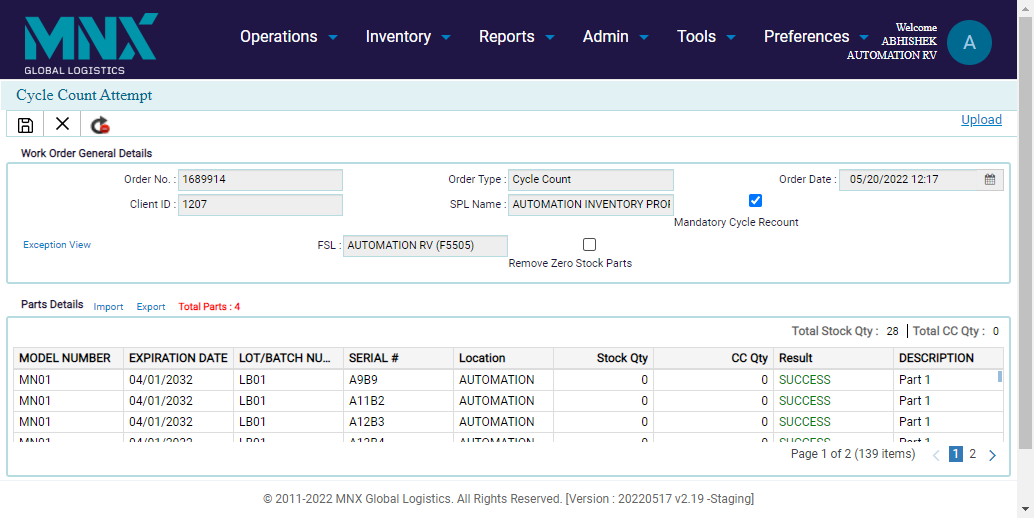 MNX
GLOBAL LOGISTICS
Operations Inventory Reports Admin Tools Preferences
Welcome
ABHISHEK
AUTOMATION RV
A
Cycle Count Attempt
Upload
Work Order General Details
Order No. : 1689914 Order Type : Cycle Count Order Date : 05/20/2022 12:17
Client ID : 1207 SPL Name : AUTOMATION INVENTORY PROF
Mandatory Cycle Recount
Exception View FSL : AUTOMATION RV (F5505)
Remove Zero Stock Parts
Parts Details Import Export Total Parts : 4
Total Stock Qty : 28 Total CC Qty : 0
MODEL NUMBER EXPIRATION DATE LOT/BATCH NU... SERIAL # Location Stock Qty CC Qty Result DESCRIPTION
MN01 04/01/2032 LB01 A9B9 AUTOMATION 0 0 SUCCESS Part 1
MN01 04/01/2032 LB01 A11B2 AUTOMATION 0 0 SUCCESS Part 1
MN01 04/01/2032 LB01 A12B3 AUTOMATION 0 0 SUCCESS Part 1
MN01 04/01/2032 LB01 A12B4 AUTOMATION 0 0 SUCCESS Part 1
Page 1 of 2 (139 items) 1 2
© 2011-2022 MNX Global Logistics. All Rights Reserved. [Version : 20220517 v2.19 -Staging]